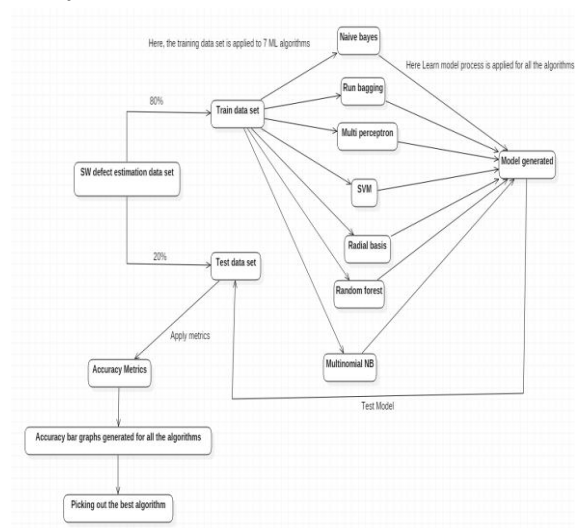 Naive bayes
Here, the training data set is applied to 7 ML algorithms
Here Learn model process is applied for all the algorithms
Run bagging
80%
Train data set
Multi perceptron
Model generated
SW defect estimation data set
SVM
Radial basis
20%
Test data set
Random forest
Apply metrics
Multinomial NB
Accuracy Metrics
Test Model
Accuracy bar graphs generated for all the algorithms
Picking out the best algorithm